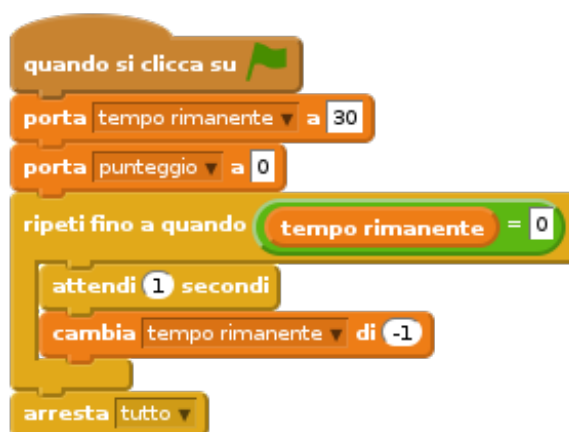 quando si clicca su
porta tempo rimanente a 30
porta punteggio a 0
ripeti fino a quando tempo rimanente = 0
attendi 1 secondi
cambia tempo rimanente di -1
arresta tutto